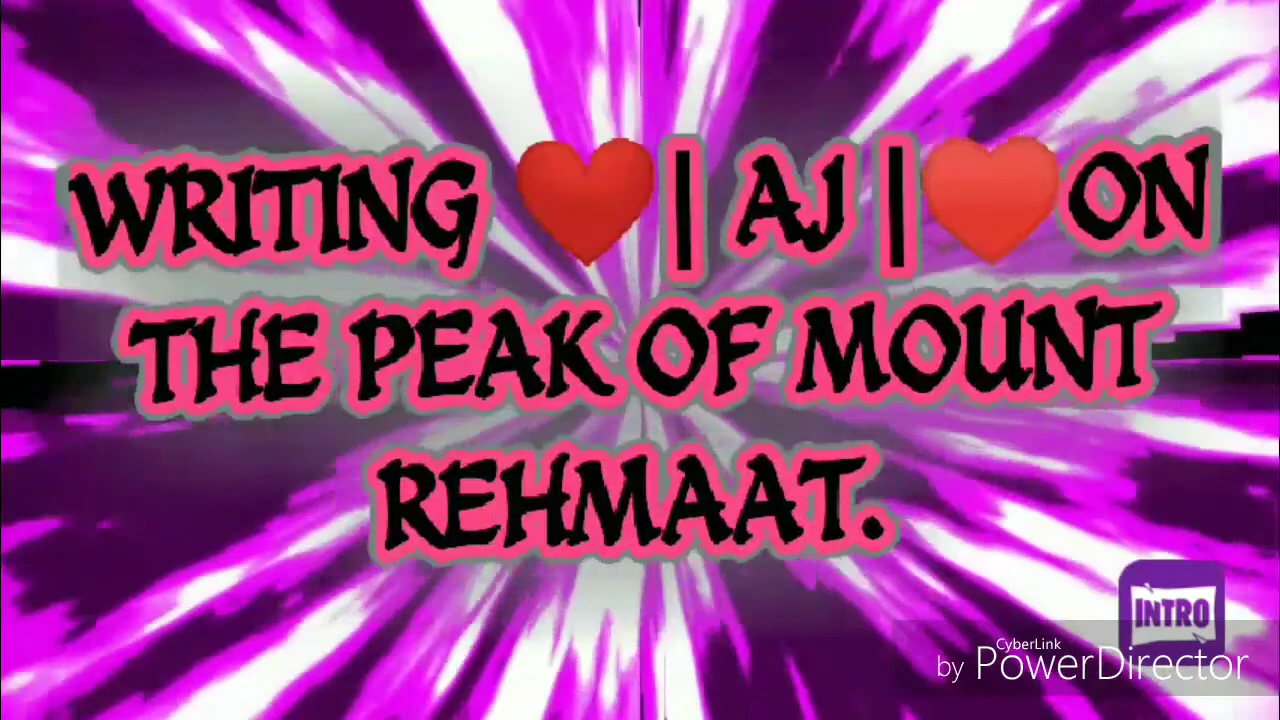 WRITING ❤️| AJ |❤️ON
THE PEAK OF MOUNT
REHMAAT.
INTRO
CyberLink
by PowerDirector